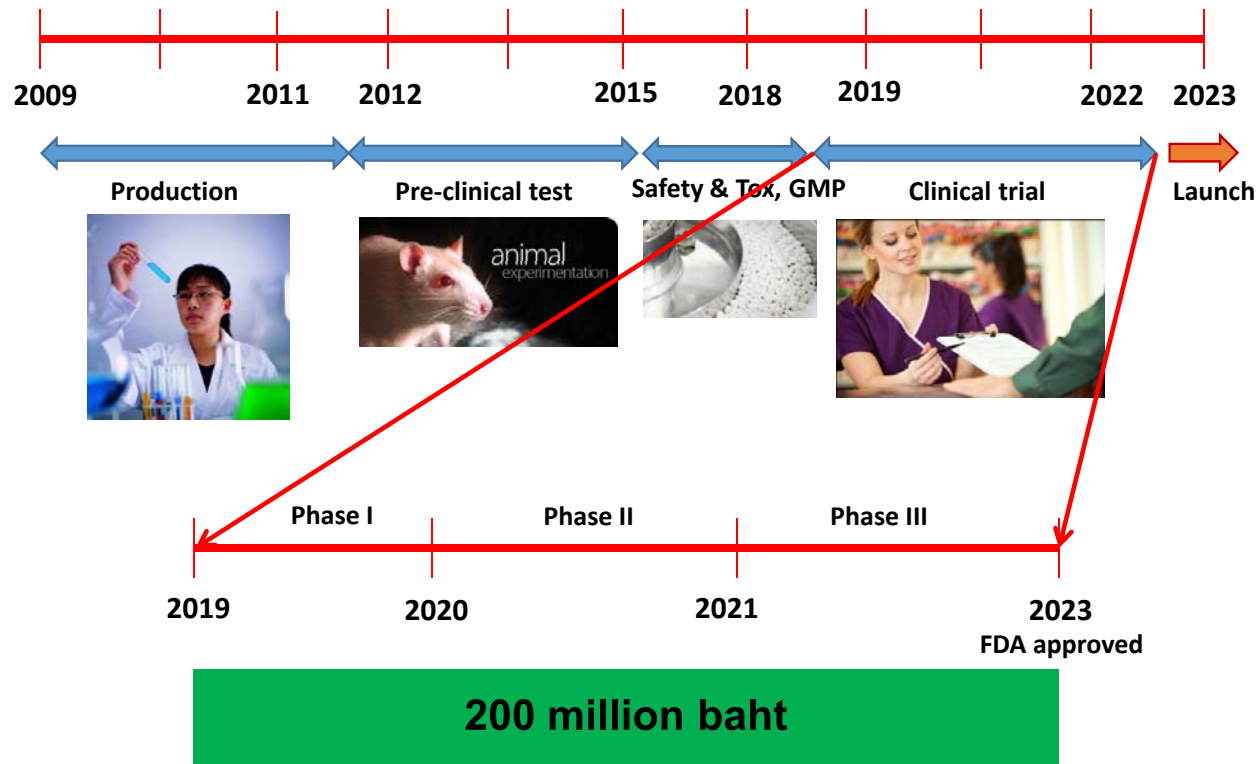 2009 2011 2012 2015 2018 2019 2022 2023
Production Pre-clinical test Safety & Tox, GMP Clinical trial Launch
animal
experimentation
Phase I Phase II Phase III
2019 2020 2021 2023
FDA approved
200 million baht